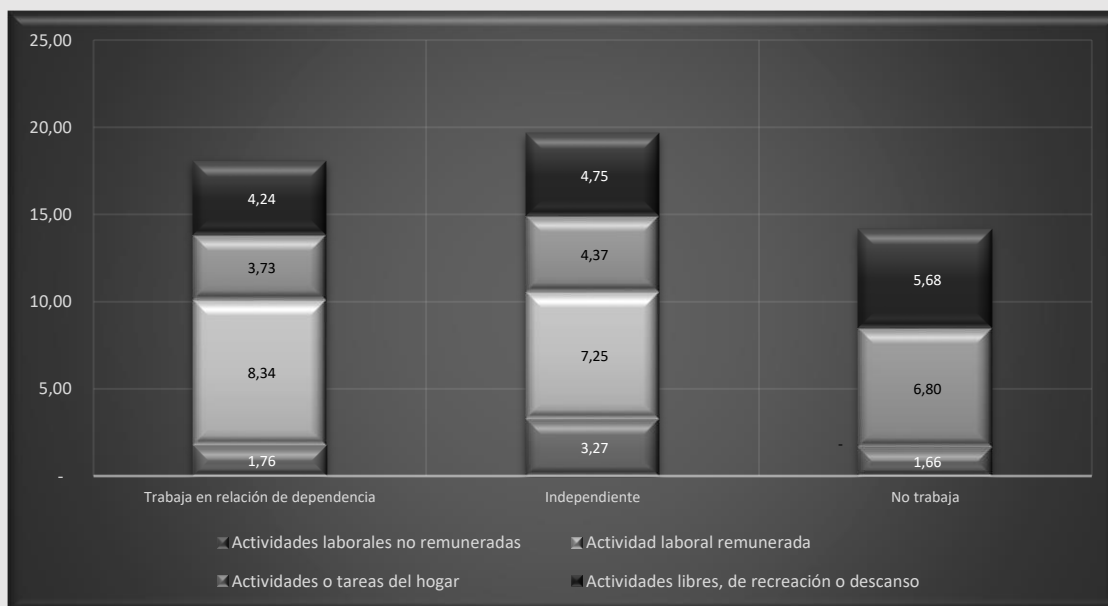 25,00
20,00
15,00
10,00
5,00
-
4,24
3,73
8,34
1,76
4,75
4,37
7,25
3,27
5,68
6,80
-
1,66
Trabaja en relación de dependencia
Independiente
No trabaja
Actividades laborales no remuneradas
Actividad laboral remunerada
Actividades o tareas del hogar
Actividades libres, de recreación o descanso